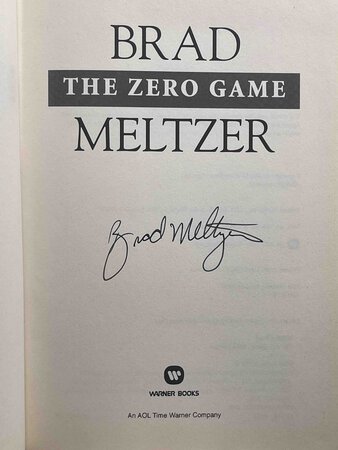 BRAD
THE ZERO GAME
MELTZER
Brad Meltzer
WARNER BOOKS
An AOL Time Warner Company